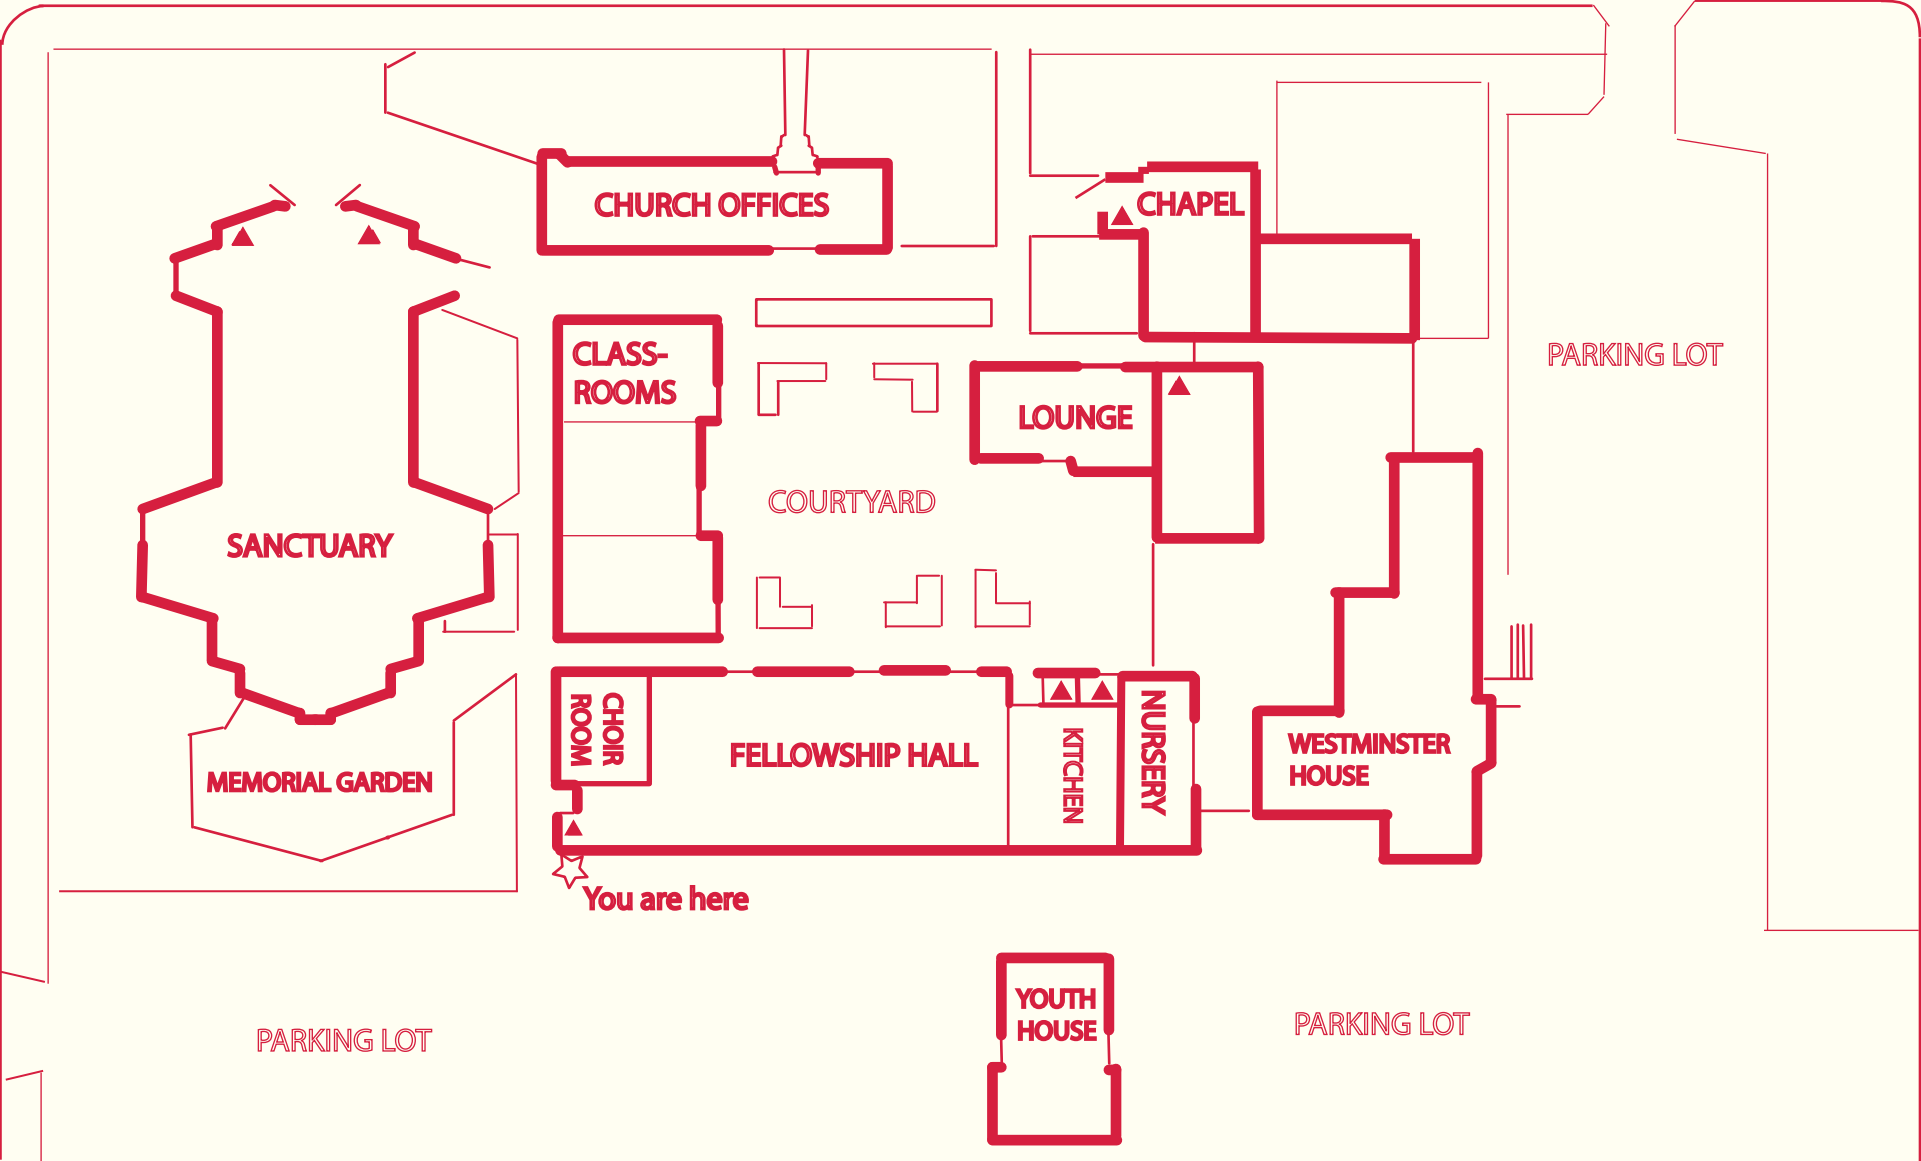 CHURCH OFFICES
CHAPEL
CLASS-
ROOMS
PARKING LOT
LOUNGE
COURTYARD
SANCTUARY
CHOIR
ROOM
FELLOWSHIP HALL
KITCHEN
NURSERY
WESTMINSTER
HOUSE
MEMORIAL GARDEN
You are here
YOUTH
HOUSE
PARKING LOT
PARKING LOT